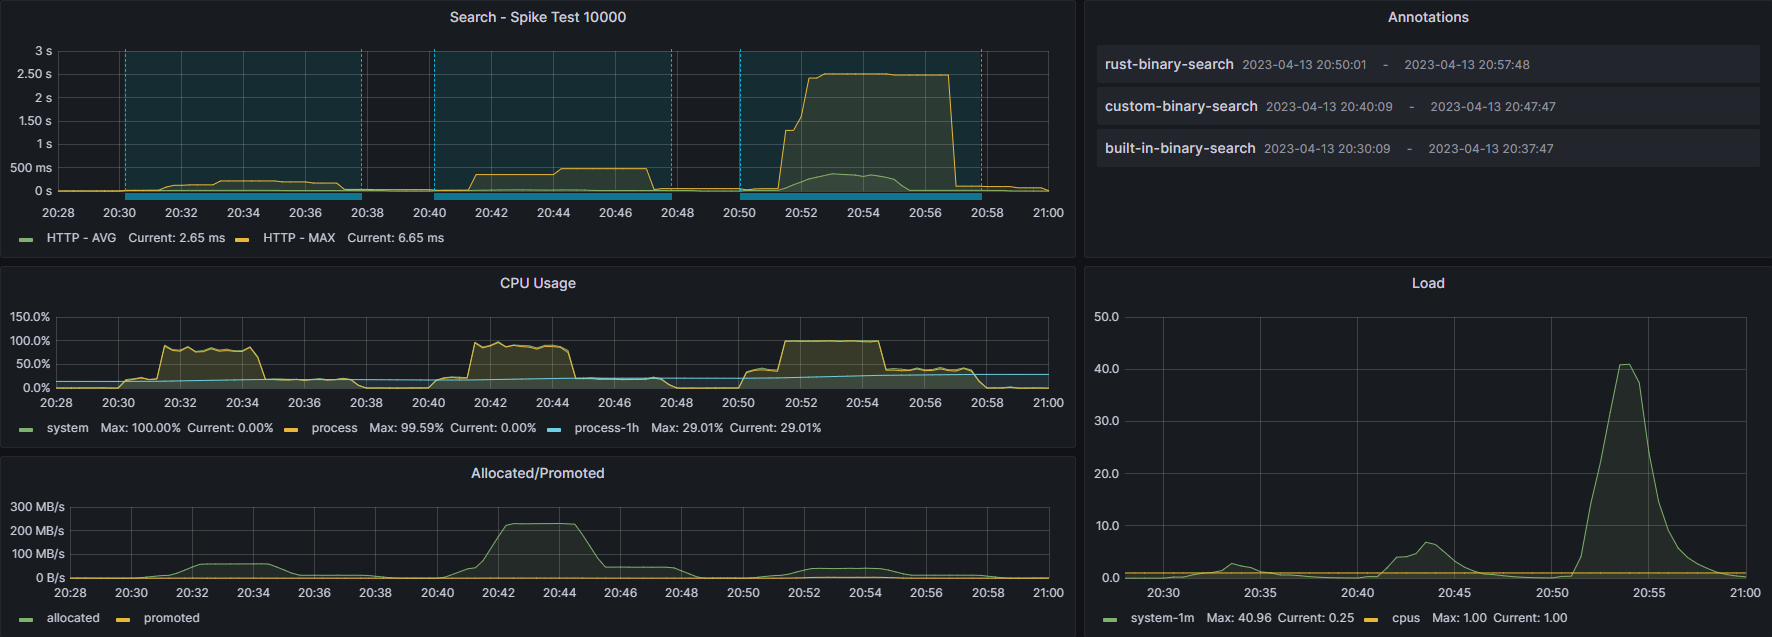 Search - Spike Test 10000
3 s
2.50 s
2 s
1.50 s
1 s
500 ms
0 s
20:28 20:30 20:32 20:34 20:36 20:38 20:40 20:42 20:44 20:46 20:48 20:50 20:52 20:54 20:56 20:58 21:00
HTTP - AVG Current: 2.65 ms HTTP - MAX Current: 6.65 ms
Annotations
rust-binary-search 2023-04-13 20:50:01 - 2023-04-13 20:57:48
custom-binary-search 2023-04-13 20:40:09 - 2023-04-13 20:47:47
built-in-binary-search 2023-04-13 20:30:09 - 2023-04-13 20:37:47
CPU Usage
150.0%
100.0%
50.0%
0.0%
20:28 20:30 20:32 20:34 20:36 20:38 20:40 20:42 20:44 20:46 20:48 20:50 20:52 20:54 20:56 20:58 21:00
system Max: 100.00% Current: 0.00% process Max: 99.59% Current: 0.00% process-1h Max: 29.01% Current: 29.01%
Allocated/Promoted
300 MB/s
200 MB/s
100 MB/s
0 B/s
20:28 20:30 20:32 20:34 20:36 20:38 20:40 20:42 20:44 20:46 20:48 20:50 20:52 20:54 20:56 20:58 21:00
allocated promoted
Load
50.0
40.0
30.0
20.0
10.0
0.0
20:30 20:35 20:40 20:45 20:50 20:55 21:00
system-1m Max: 40.96 Current: 0.25 cpus Max: 1.00 Current: 1.00